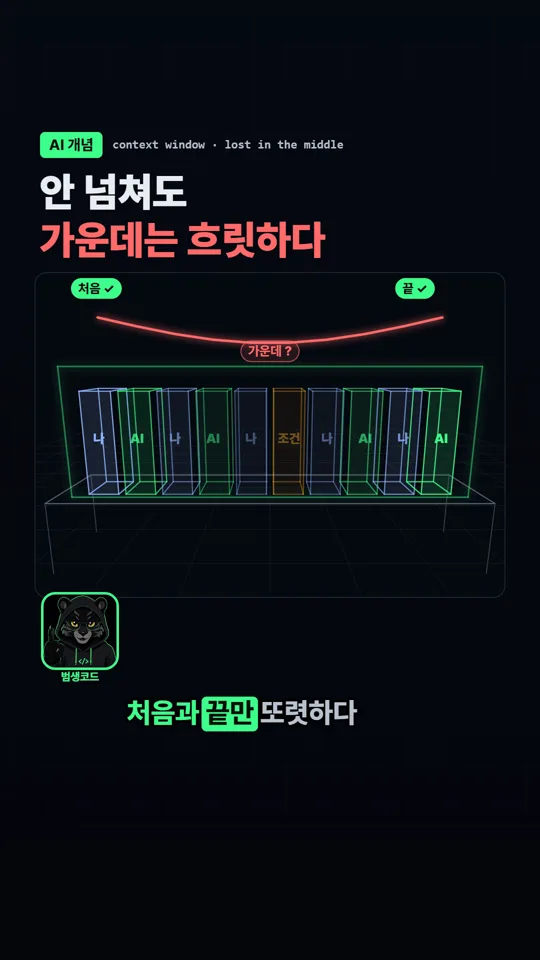 AI 개념 context window · lost in the middle
안 넘쳐도
가운데는 흐릿하다
처음 ✓ 끝 ✓
가운데 ?
나 AI 나 AI 나 조건 나 AI 나 AI
</>
범생코드
처음과 끝만 또렷하다